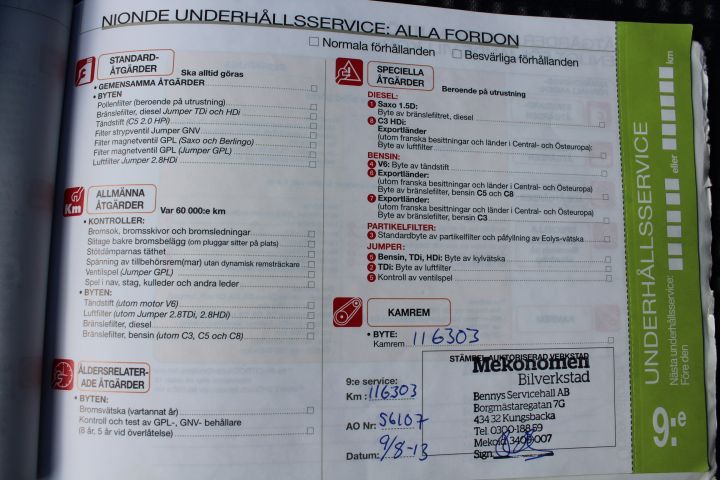 NIONDE UNDERHÅLLSSERVICE: ALLA FORDON
Normala förhållanden
Besvärliga förhållanden
STANDARD-
ÅTGÄRDER
Ska alltid göras
• GEMENSAMMA ÅTGÄRDER
• BYTEN
Pollenfilter (beroende på utrustning)
Bränslefilter, diesel Jumper TDi och HDi
Tändstift (C5 2.0 HPi)
Filter strypventil Jumper GNV
Filter magnetventil GPL (Saxo och Berlingo)
Filter magnetventil GPL (Jumper GPL)
Luftfilter Jumper 2.8HDi
Km
ALLMÄNNA
ÅTGÄRDER
Var 60 000:e km
• KONTROLLER:
Bromsok, bromsskivor och bromsledningar
Slitage bakre bromsbelägg (om pluggar sitter på plats)
Stötdämparnas täthet
Spänning av tillbehörsrem(mar) utan dynamisk remsträckare
Ventilspel (Jumper GPL)
Spel i nav, stag, kulleder och andra leder
• BYTEN:
Tändstift (utom motor V6)
Luftfilter (utom Jumper 2.8TDi, 2.8HDi)
Bränslefilter, diesel
Bränslefilter, bensin (utom C3, C5 och C8)
ÅLDERSRELATER-
ADE ÅTGÄRDER
• BYTEN:
Bromsvätska (vartannat år)
Kontroll och test av GPL-, GNV- behållare
(8 år, 5 år vid överlåtelse)
SPECIELLA
ÅTGÄRDER
Beroende på utrustning
DIESEL:
1 Saxo 1.5D:
Byte av bränslefiltret, diesel
8 C3 HDi:
Exportländer
(utom franska besittningar och länder i Central- och Östeuropa):
Byte av luftfilter
BENSIN:
4 V6: Byte av tändstift
6 Exportländer:
(utom franska besittningar och länder i Central- och Östeuropa)
Byte av bränslefilter, bensin C5 och C8
7 Exportländer:
(utom franska besittningar och länder i Central- och Östeuropa)
Byte av bränslefilter, bensin C3
PARTIKELFILTER:
3 Standardbyte av partikelfilter och påfyllning av Eolys-vätska
JUMPER:
5 Bensin, TDi, HDi: Byte av kylvätska
2 TDi: Byte av luftfilter
9 Kontroll av ventilspel
KAMREM
• BYTE:
Kamrem 116303
9:e service:
Km : 116303
AO Nr: 56107
Datum: 9/8-13
STÄMPEL AUKTORISERAD VERKSTAD
Mekonomen
Bilverkstad
Bennys Servicehall AB
Borgmästaregatan 7G
434 32 Kungsbacka
Tel: 0300-188 59
Sign
9:e
UNDERHÅLLSSERVICE
Nästa underhållsservice:
Före den
eller
km